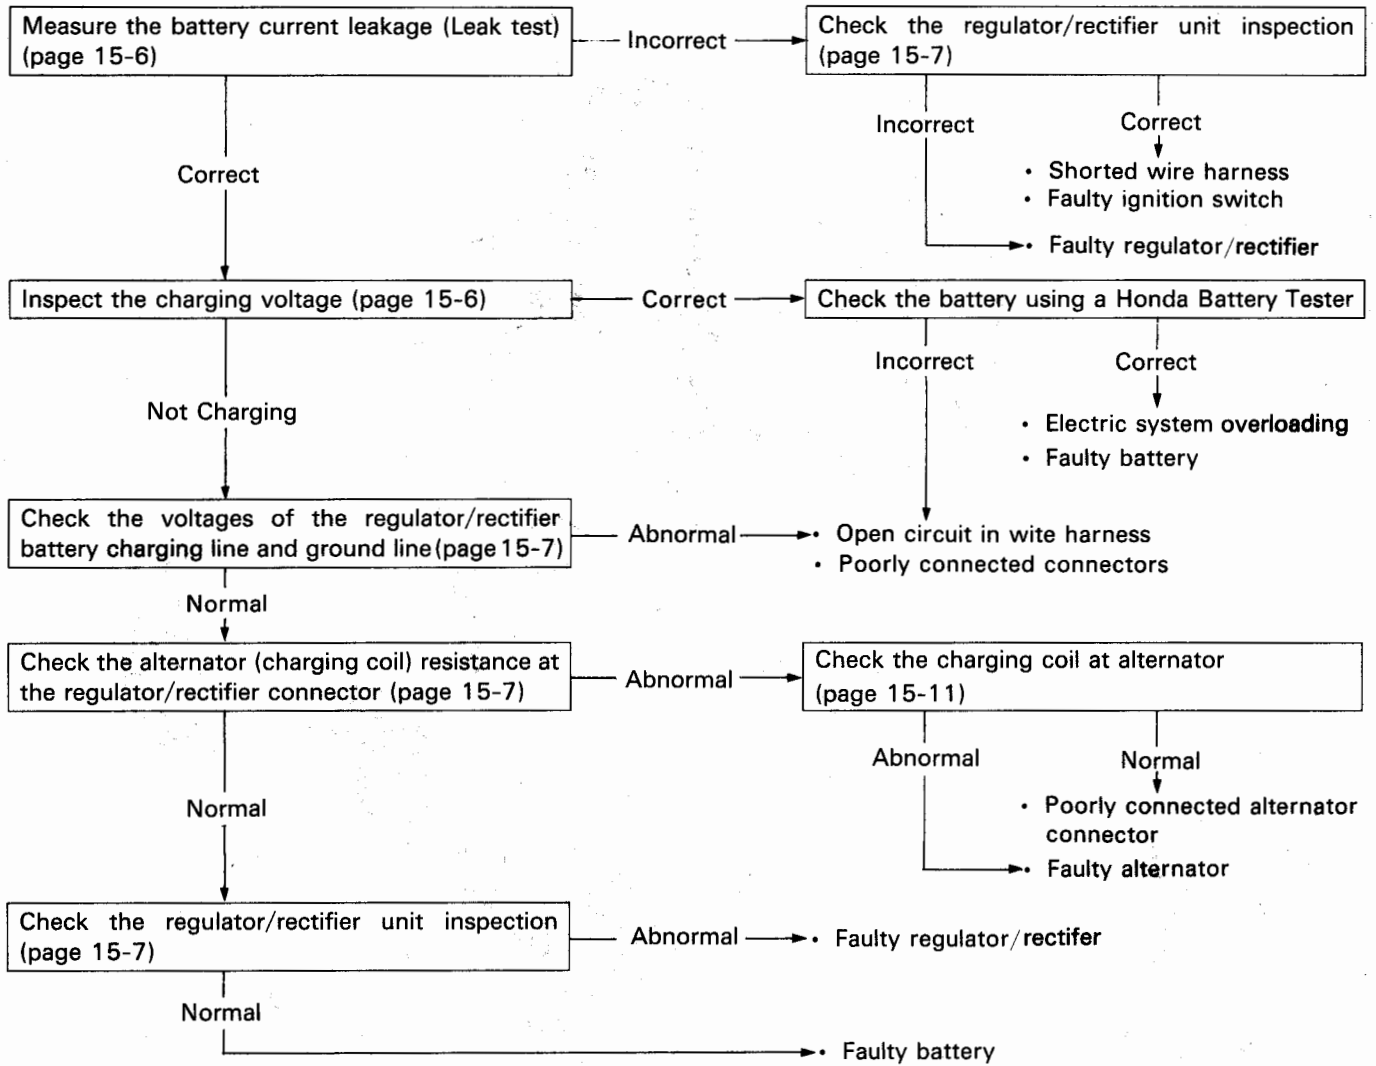 Measure the battery current leakage (Leak test)
(page 15-6)
Incorrect
Check the regulator/rectifier unit inspection
(page 15-7)
Incorrect
Correct
Correct
• Shorted wire harness
• Faulty ignition switch
• Faulty regulator/rectifier
Inspect the charging voltage (page 15-6)
Correct
Check the battery using a Honda Battery Tester
Incorrect
Correct
Not Charging
• Electric system overloading
• Faulty battery
Check the voltages of the regulator/rectifier
battery charging line and ground line (page 15-7)
Abnormal
• Open circuit in wite harness
• Poorly connected connectors
Normal
Check the alternator (charging coil) resistance at
the regulator/rectifier connector (page 15-7)
Abnormal
Check the charging coil at alternator
(page 15-11)
Abnormal
Normal
Normal
• Poorly connected alternator
connector
• Faulty alternator
Check the regulator/rectifier unit inspection
(page 15-7)
Abnormal
• Faulty regulator/rectifer
Normal
• Faulty battery